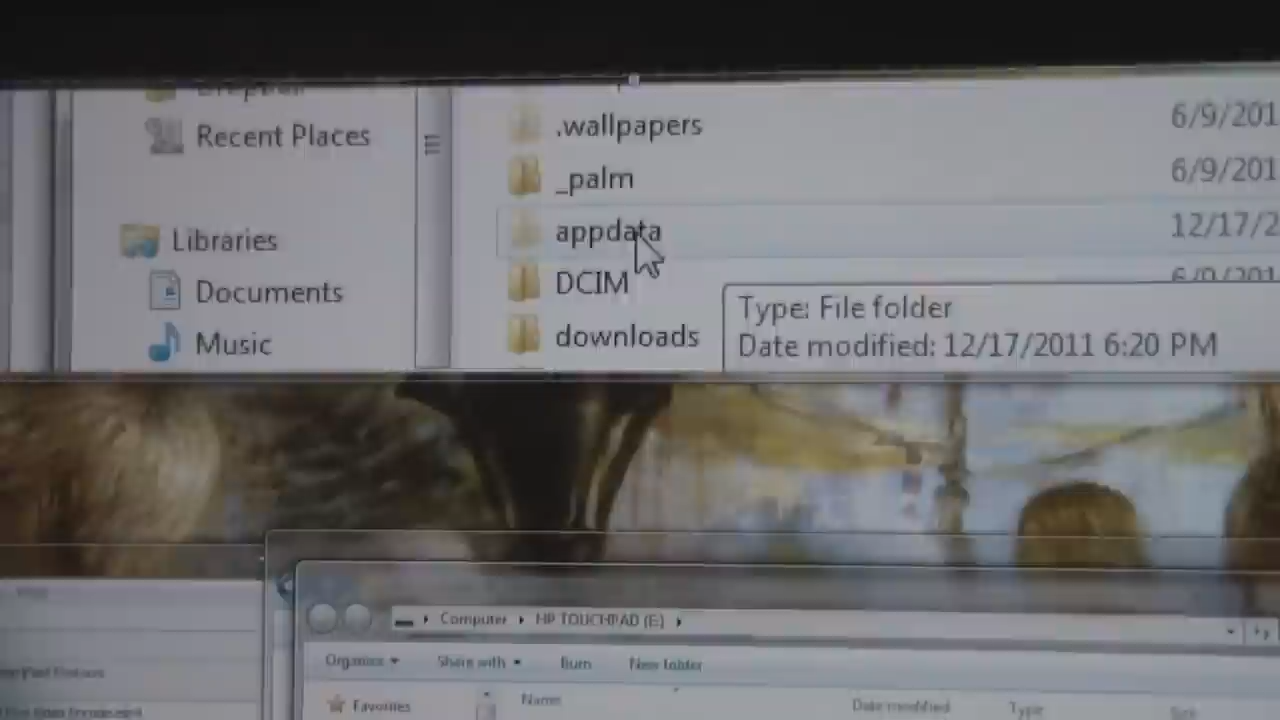 .wallpapers 6/9/201
Recent Places
_palm 6/9/201
Libraries appdata 12/17/2
Documents DCIM 6/9/201
Type: File folder
Music downloads
Date modified: 12/17/2011 6:20 PM
Computer HP TOUCHPAD (E:)
Organize Share with Burn New folder
Favorites Name Date modified Type Size